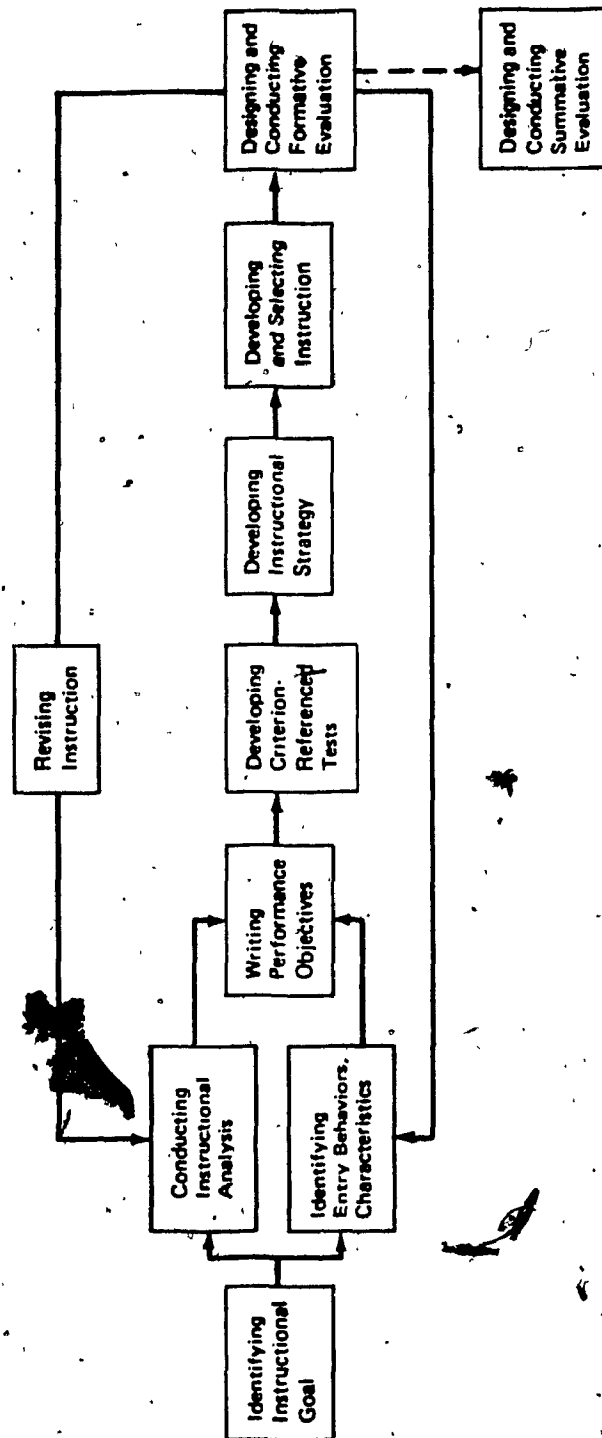 Revising
Instruction
Identifying
Instructional
Goal
Conducting
Instructional
Analysis
Identifying
Entry Behaviors,
Characteristics
Writing
Performance
Objectives
Developing
Criterion-
Referenced
Tests
Developing
Instructional
Strategy
Developing
and Selecting
Instruction
Designing and
Conducting
Formative
Evaluation
Designing and
Conducting
Summative
Evaluation